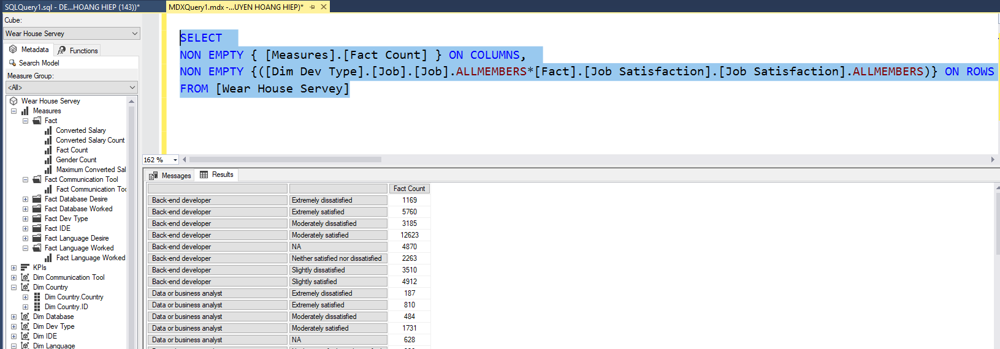 SQLQuery1.sql - DE...HOANG HIEP (143))*
MDXQuery1.mdx -...UYEN HOANG HIEP)*
Cube:
Wear House Servey
Metadata
Functions
Search Model
Measure Group:
<All>
Wear House Servey
Measures
Fact
Converted Salary
Converted Salary Count
Fact Count
Gender Count
Maximum Converted Sal
Fact Communication Tool
Fact Communication Too
Fact Database Desire
Fact Database Worked
Fact Dev Type
Fact IDE
Fact Language Desire
Fact Language Worked
Fact Language Worked
KPIs
Dim Communication Tool
Dim Country
Dim Country.Country
Dim Country.ID
Dim Database
Dim Dev Type
Dim IDE
Dim Language
SELECT
NON EMPTY { [Measures].[Fact Count] } ON COLUMNS,
NON EMPTY {([Dim Dev Type].[Job].[Job].ALLMEMBERS*[Fact].[Job Satisfaction].[Job Satisfaction].ALLMEMBERS)} ON ROWS
FROM [Wear House Servey]
162 %
Messages
Results
Fact Count
Back-end developer Extremely dissatisfied 1169
Back-end developer Extremely satisfied 5760
Back-end developer Moderately dissatisfied 3185
Back-end developer Moderately satisfied 12623
Back-end developer NA 4870
Back-end developer Neither satisfied nor dissatisfied 2263
Back-end developer Slightly dissatisfied 3510
Back-end developer Slightly satisfied 4912
Data or business analyst Extremely dissatisfied 187
Data or business analyst Extremely satisfied 810
Data or business analyst Moderately dissatisfied 484
Data or business analyst Moderately satisfied 1731
Data or business analyst NA 628